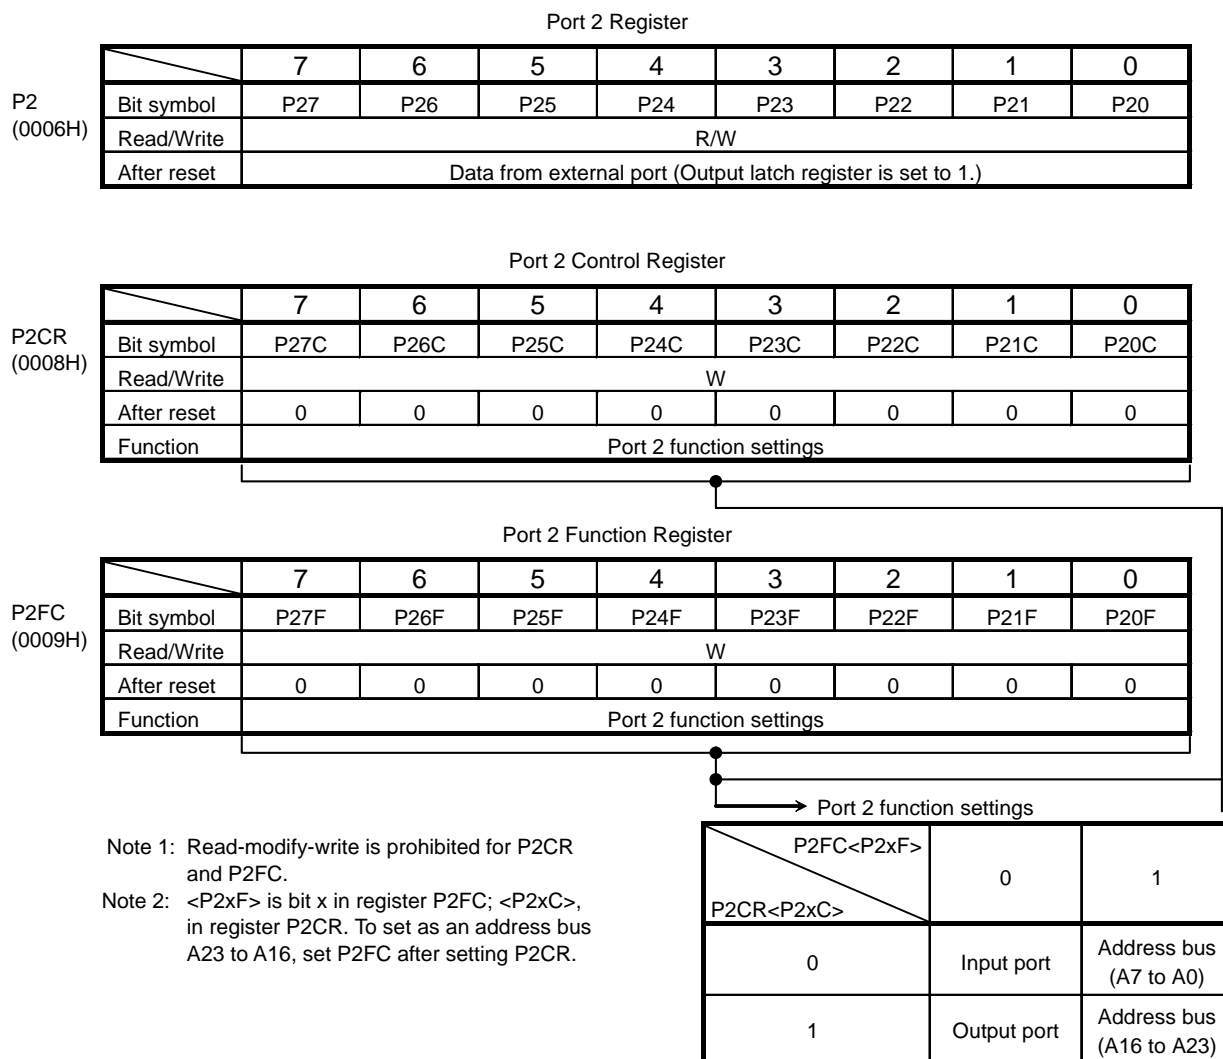 Port 2 Register
7 6 5 4 3 2 1 0
P2
(0006H)
Bit symbol P27 P26 P25 P24 P23 P22 P21 P20
Read/Write R/W
After reset Data from external port (Output latch register is set to 1.)
Port 2 Control Register
7 6 5 4 3 2 1 0
P2CR
(0008H)
Bit symbol P27C P26C P25C P24C P23C P22C P21C P20C
Read/Write W
After reset 0 0 0 0 0 0 0 0
Function Port 2 function settings
Port 2 Function Register
7 6 5 4 3 2 1 0
P2FC
(0009H)
Bit symbol P27F P26F P25F P24F P23F P22F P21F P20F
Read/Write W
After reset 0 0 0 0 0 0 0 0
Function Port 2 function settings
Note 1: Read-modify-write is prohibited for P2CR
and P2FC.
Note 2: <P2xF> is bit x in register P2FC; <P2xC>,
in register P2CR. To set as an address bus
A23 to A16, set P2FC after setting P2CR.
Port 2 function settings
P2FC<P2xF> 0 1
P2CR<P2xC>
0 Input port Address bus
(A7 to A0)
1 Output port Address bus
(A16 to A23)